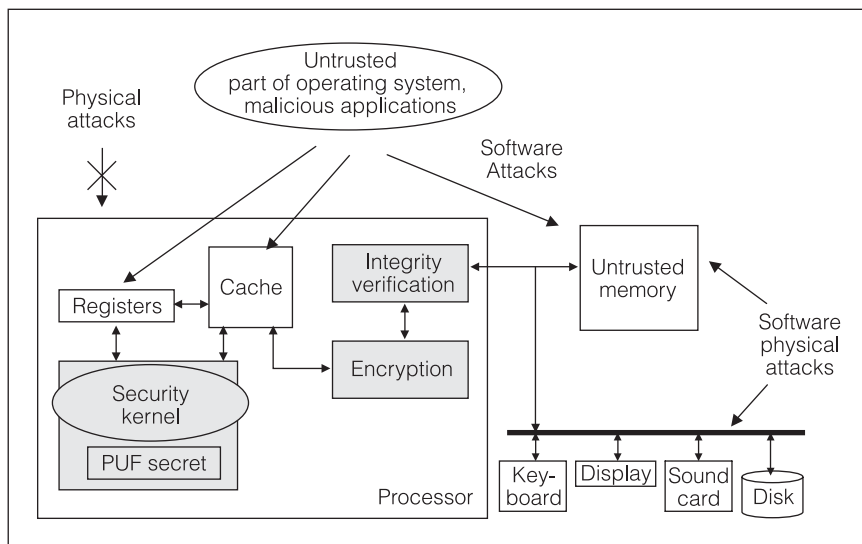 Untrusted
part of operating system,
malicious applications
Physical
attacks
Software
Attacks
Integrity
verification
Untrusted
memory
Cache
Registers
Software
physical
attacks
Encryption
Security
kernel
PUF secret
Processor
Key-
board
Display
Sound
card
Disk